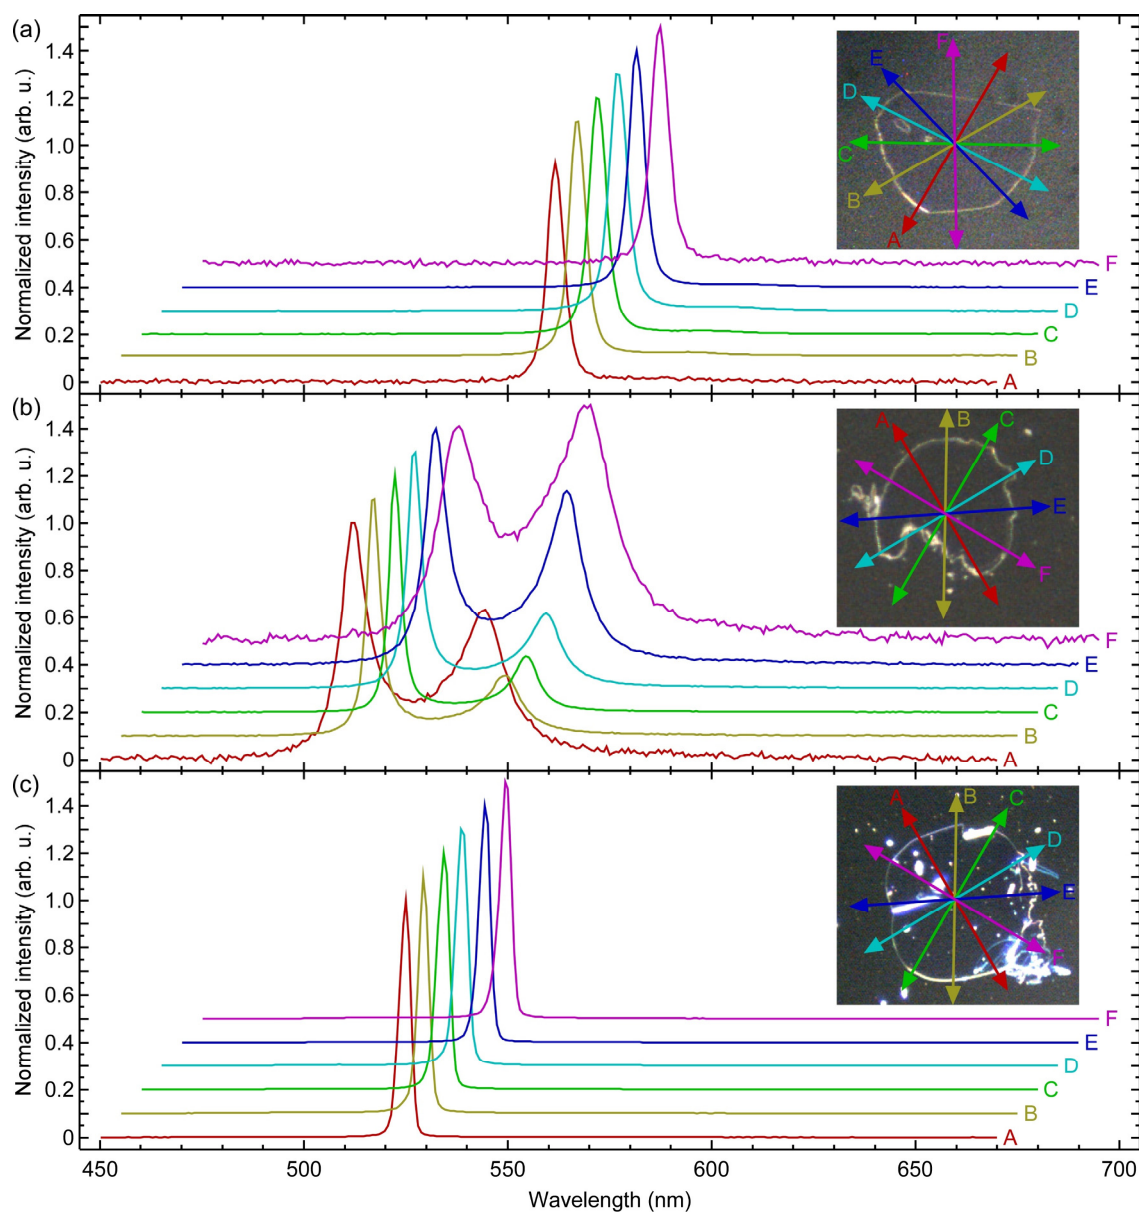 (a)
Normalized intensity (arb. u.)
1.4
1.2
1.0
0.8
0.6
0.4
0.2
0
F
E
D
C
B
A
F
E
D
C
B
A
(b)
Normalized intensity (arb. u.)
1.4
1.2
1.0
0.8
0.6
0.4
0.2
0
A
B
C
D
E
F
F
E
D
C
B
A
(c)
Normalized intensity (arb. u.)
1.4
1.2
1.0
0.8
0.6
0.4
0.2
0
A
B
C
D
E
F
F
E
D
C
B
A
450 500 550 600 650 700
Wavelength (nm)